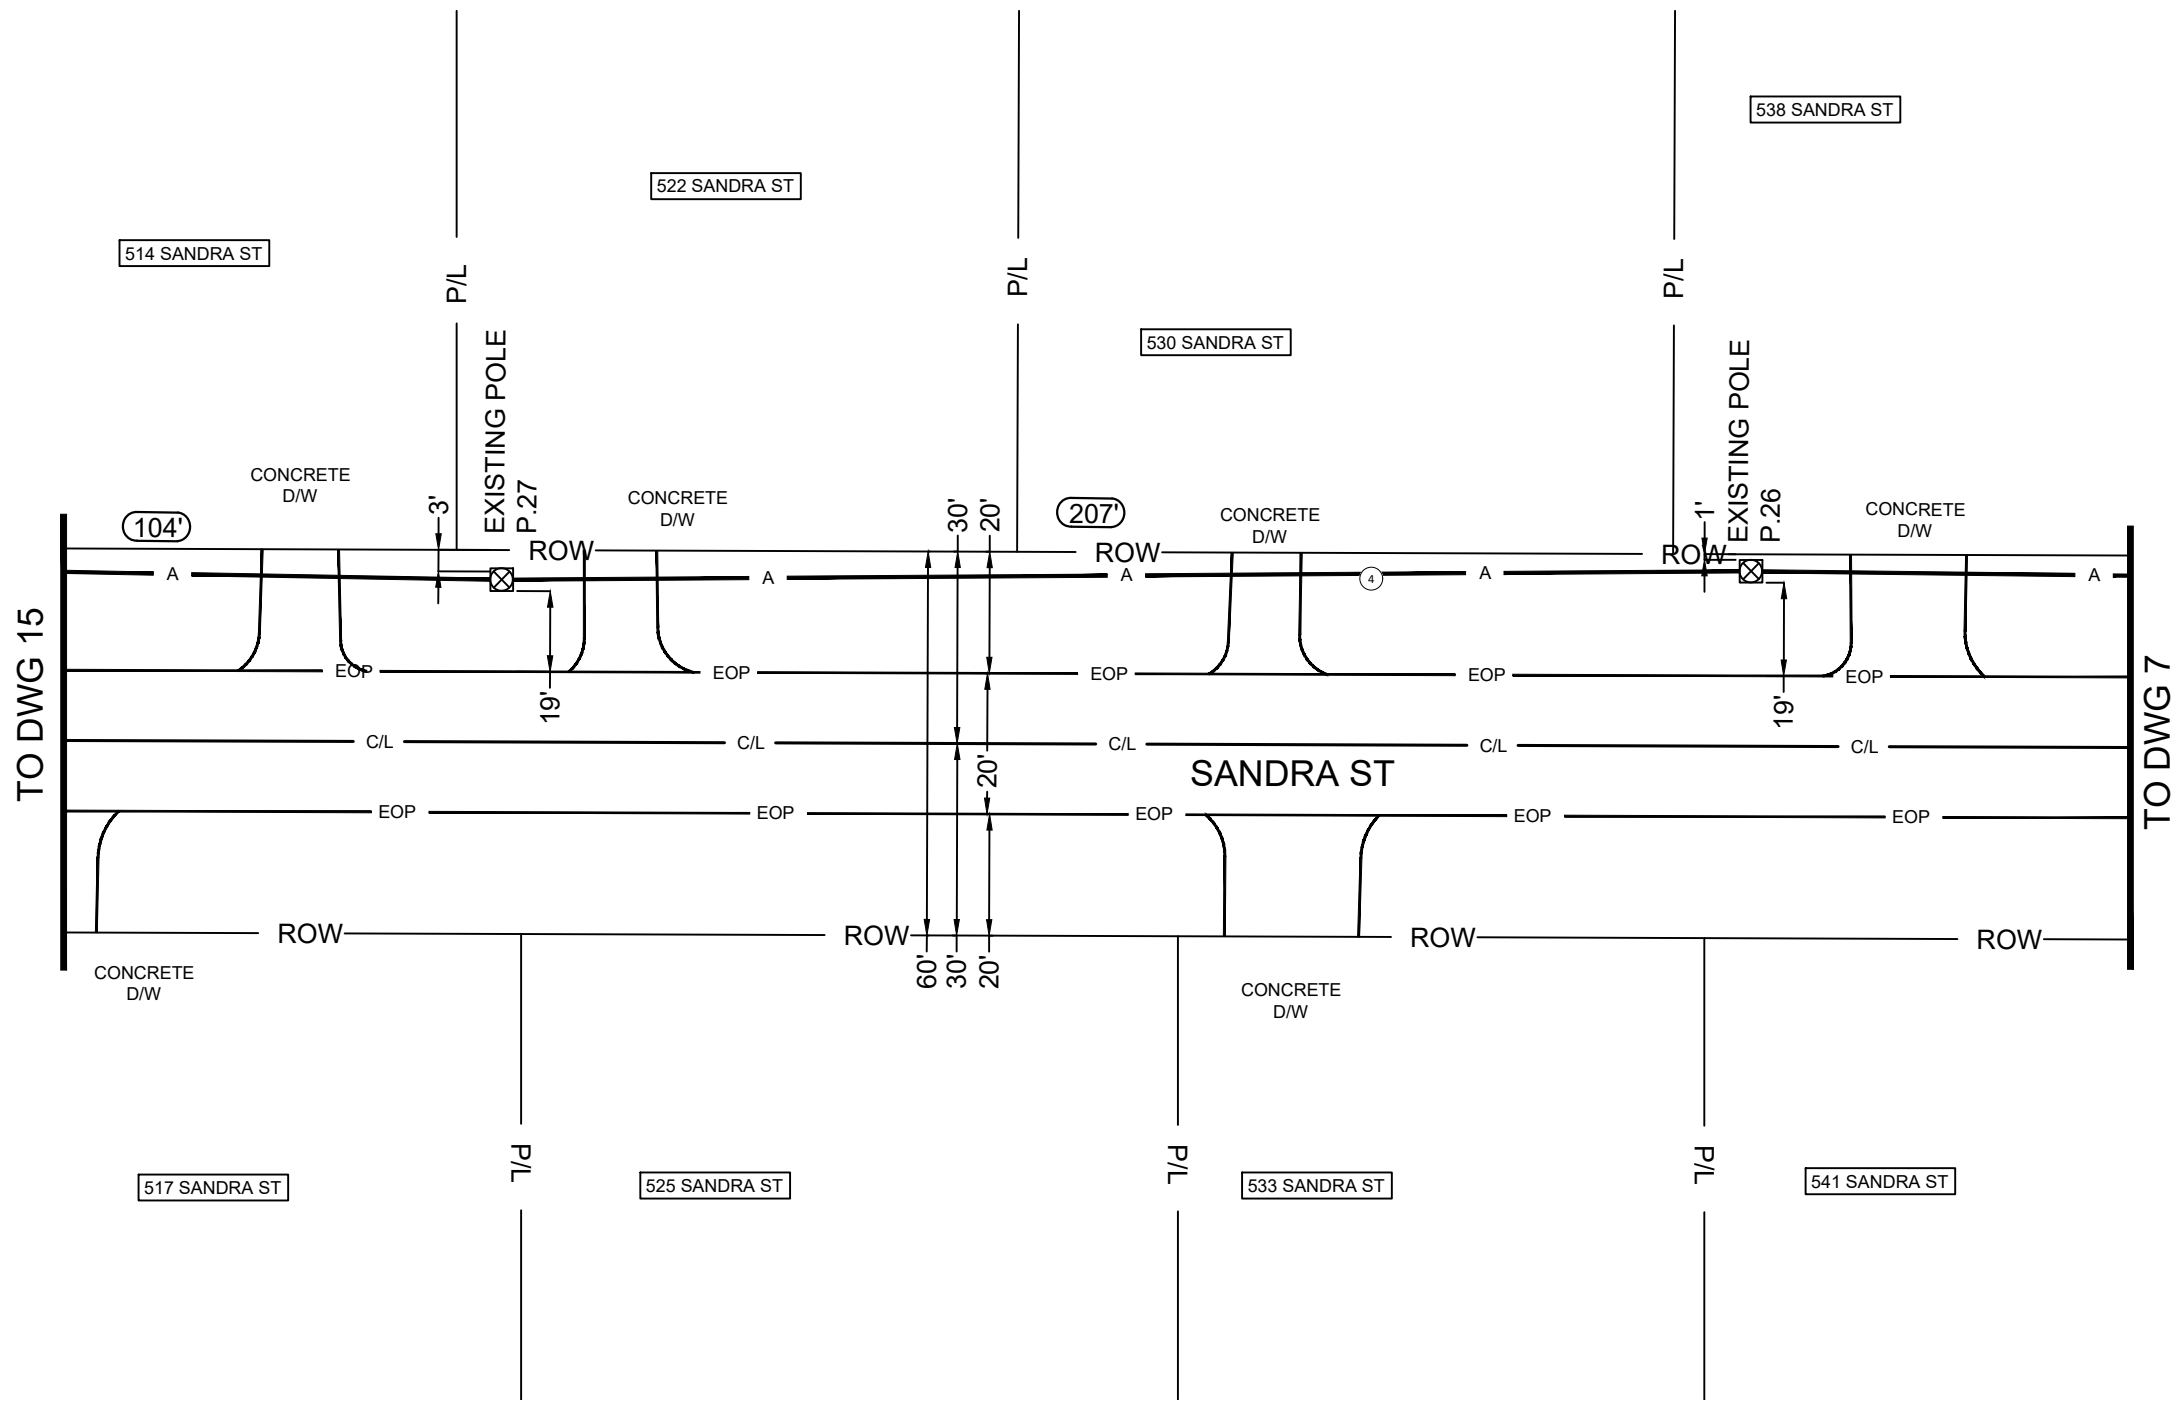 538 SANDRA ST
522 SANDRA ST
514 SANDRA ST
P/L
P/L
P/L
530 SANDRA ST
EXISTING POLE
P.27
EXISTING POLE
P.26
CONCRETE
D/W
CONCRETE
D/W
CONCRETE
D/W
CONCRETE
D/W
104'
3'
30'
20'
207'
1'
ROW
ROW
ROW
A
A
A
4
A
A
TO DWG 15
EOP
EOP
EOP
EOP
EOP
19'
19'
TO DWG 7
C/L
C/L
C/L
C/L
C/L
20'
SANDRA ST
EOP
EOP
EOP
EOP
EOP
ROW
ROW
ROW
ROW
60'
30'
20'
CONCRETE
D/W
CONCRETE
D/W
P/L
P/L
P/L
517 SANDRA ST
525 SANDRA ST
533 SANDRA ST
541 SANDRA ST